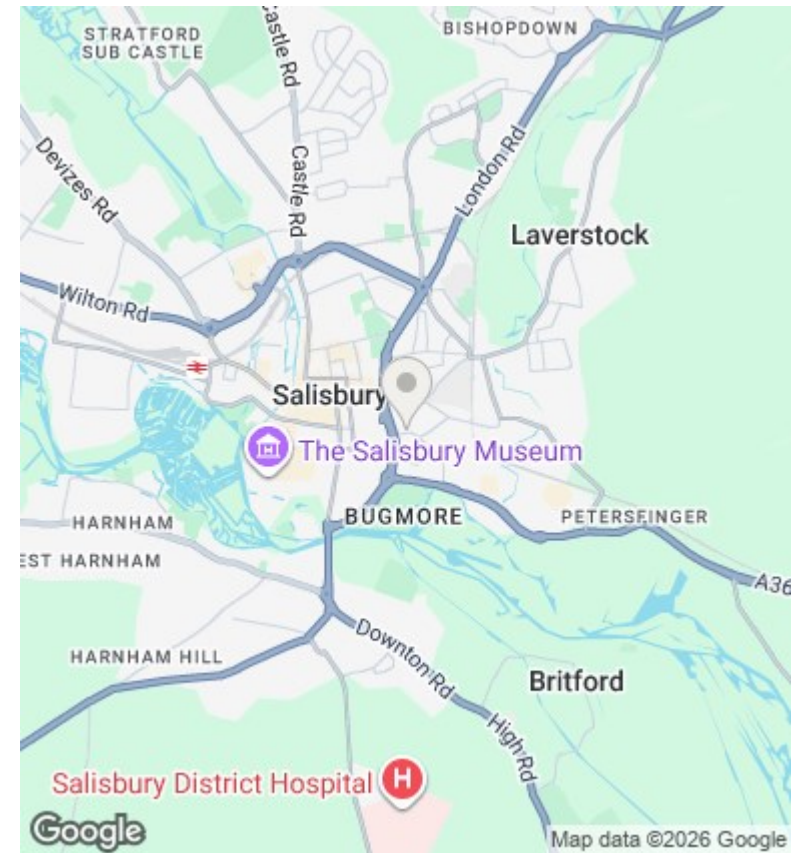 STRATFORD
SUB CASTLE
Castle Rd
BISHOPDOWN
Devizes Rd
Castle Rd
London Rd
Laverstock
Wilton Rd
Salisbury
The Salisbury Museum
HARNHAM
BUGMORE
PETERSFINGER
EST HARNHAM
A36
HARNHAM HILL
Downton Rd
Britford
High Rd
Salisbury District Hospital
H
Google
Map data ©2026 Google